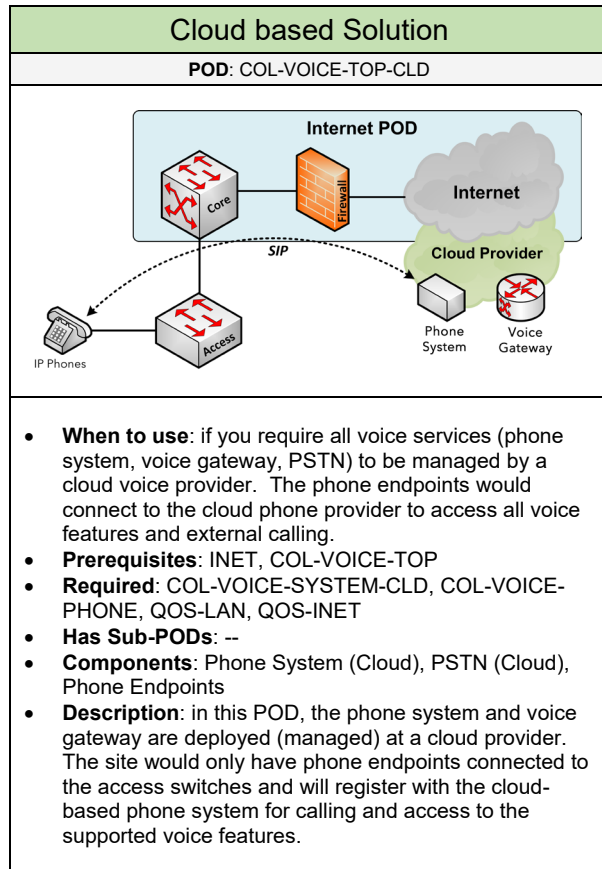 Cloud based Solution
POD: COL-VOICE-TOP-CLD
Internet POD
Core
Firewall
Internet
SIP
Cloud Provider
IP Phones
Access
Phone
System
Voice
Gateway
• When to use: if you require all voice services (phone
system, voice gateway, PSTN) to be managed by a
cloud voice provider.  The phone endpoints would
connect to the cloud phone provider to access all voice
features and external calling.
• Prerequisites: INET, COL-VOICE-TOP
• Required: COL-VOICE-SYSTEM-CLD, COL-VOICE-
PHONE, QOS-LAN, QOS-INET
• Has Sub-PODs: --
• Components: Phone System (Cloud), PSTN (Cloud),
Phone Endpoints
• Description: in this POD, the phone system and voice
gateway are deployed (managed) at a cloud provider.
The site would only have phone endpoints connected to
the access switches and will register with the cloud-
based phone system for calling and access to the
supported voice features.